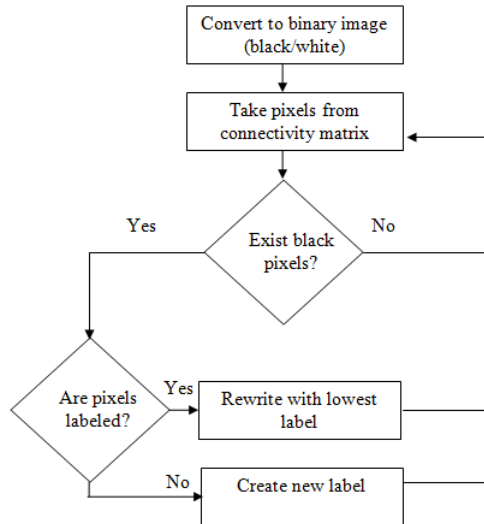 Convert to binary image
(black/white)
Take pixels from
connectivity matrix
Yes
No
Exist black
pixels?
Are pixels
labeled?
Yes
Rewrite with lowest
label
No
Create new label